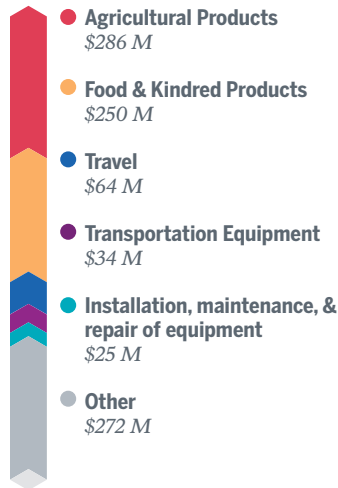 Agricultural Products
$286 M
Food & Kindred Products
$250 M
Travel
$64 M
Transportation Equipment
$34 M
Installation, maintenance, &
repair of equipment
$25 M
Other
$272 M